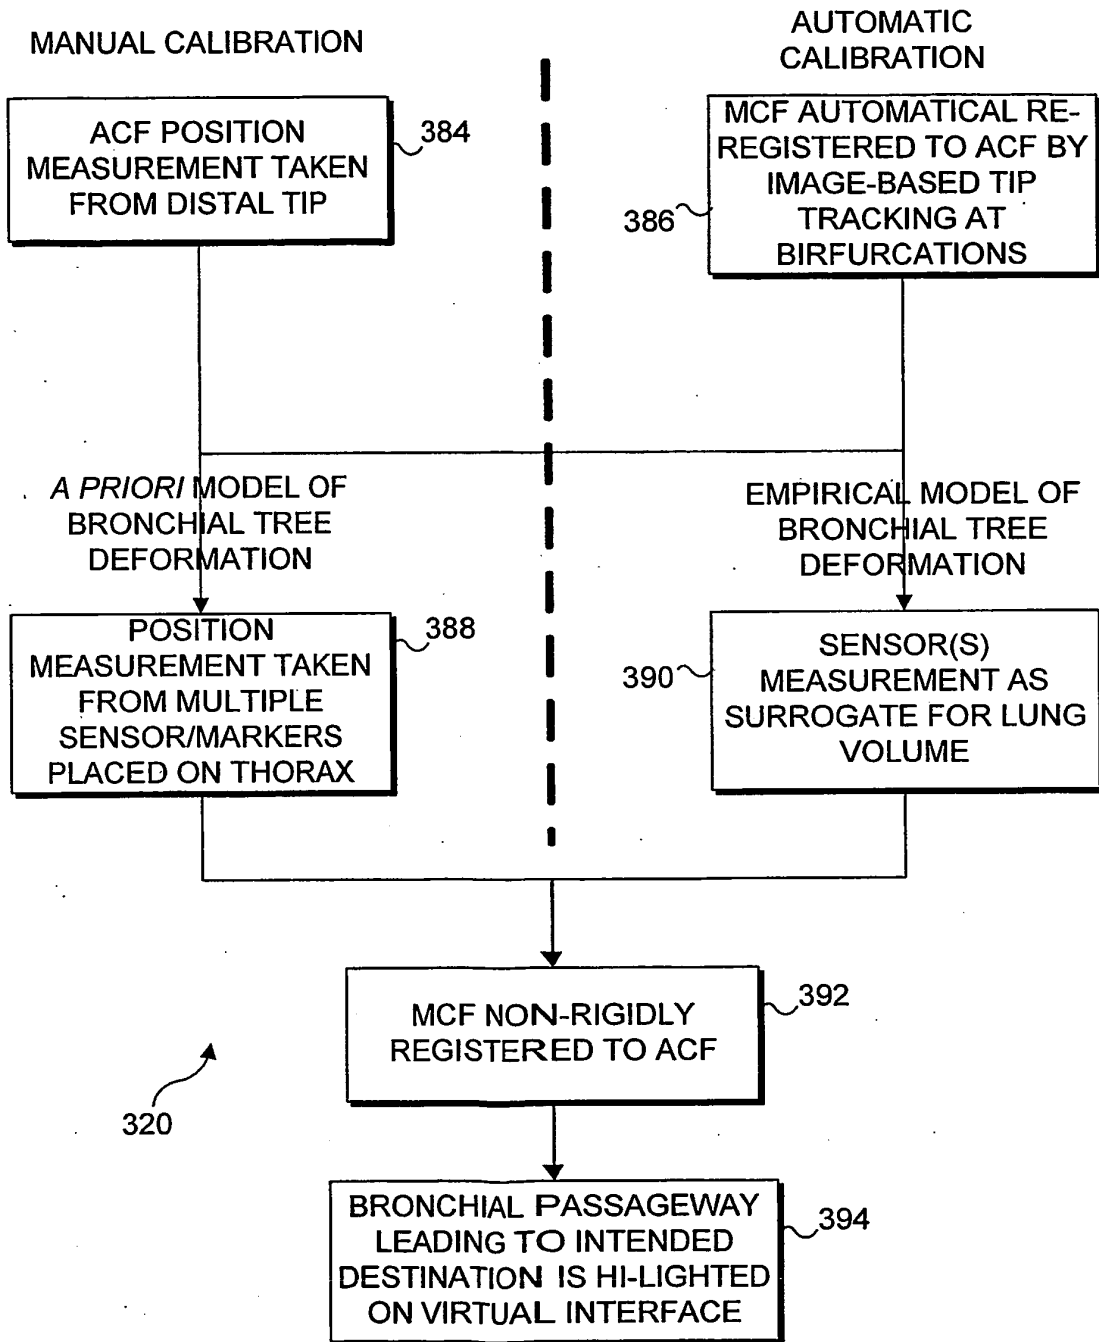 MANUAL CALIBRATION
AUTOMATIC
CALIBRATION
ACF POSITION
MEASUREMENT TAKEN
FROM DISTAL TIP
384
MCF AUTOMATICAL RE-
REGISTERED TO ACF BY
IMAGE-BASED TIP
TRACKING AT
BIRFURCATIONS
386
A PRIORI MODEL OF
BRONCHIAL TREE
DEFORMATION
EMPIRICAL MODEL OF
BRONCHIAL TREE
DEFORMATION
POSITION
MEASUREMENT TAKEN
FROM MULTIPLE
SENSOR/MARKERS
PLACED ON THORAX
388
SENSOR(S)
MEASUREMENT AS
SURROGATE FOR LUNG
VOLUME
390
MCF NON-RIGIDLY
REGISTERED TO ACF
392
320
BRONCHIAL PASSAGEWAY
LEADING TO INTENDED
DESTINATION IS HI-LIGHTED
ON VIRTUAL INTERFACE
394